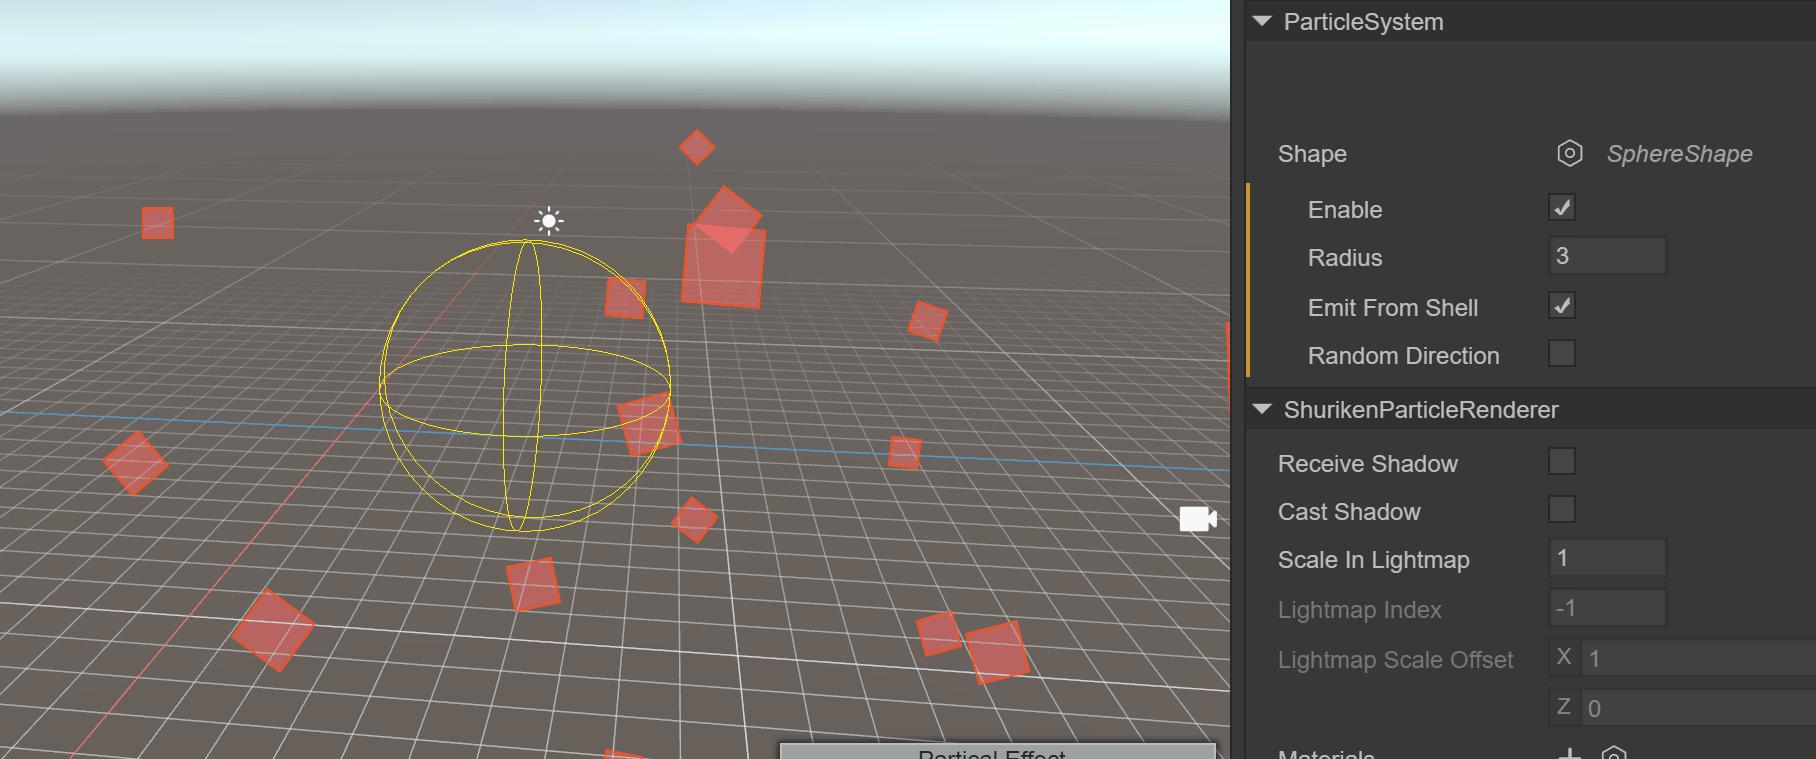 ParticleSystem
Shape SphereShape
Enable
Radius 3
Emit From Shell
Random Direction
ShurikenParticleRenderer
Receive Shadow
Cast Shadow
Scale In Lightmap 1
Lightmap Index -1
Lightmap Scale Offset X 1
Z 0
Partical Effect
Materials